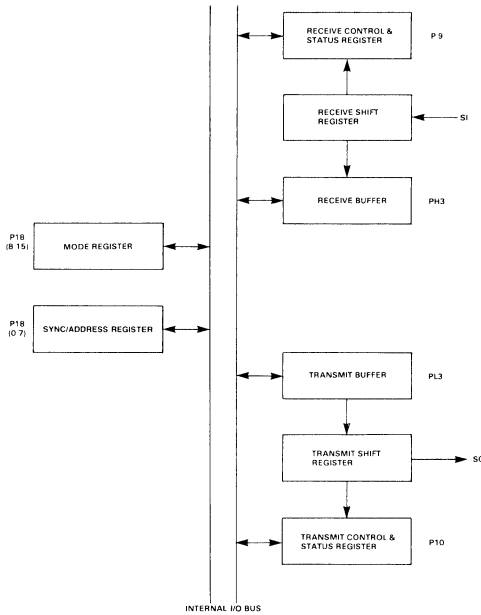 RECEIVE CONTROL &
STATUS REGISTER
P 9
RECEIVE SHIFT
REGISTER
SI
RECEIVE BUFFER
PH3
P18
(8 15)
MODE REGISTER
P18
(0 7)
SYNC/ADDRESS REGISTER
TRANSMIT BUFFER
PL3
TRANSMIT SHIFT
REGISTER
TRANSMIT CONTROL &
STATUS REGISTER
P10
INTERNAL I/O BUS